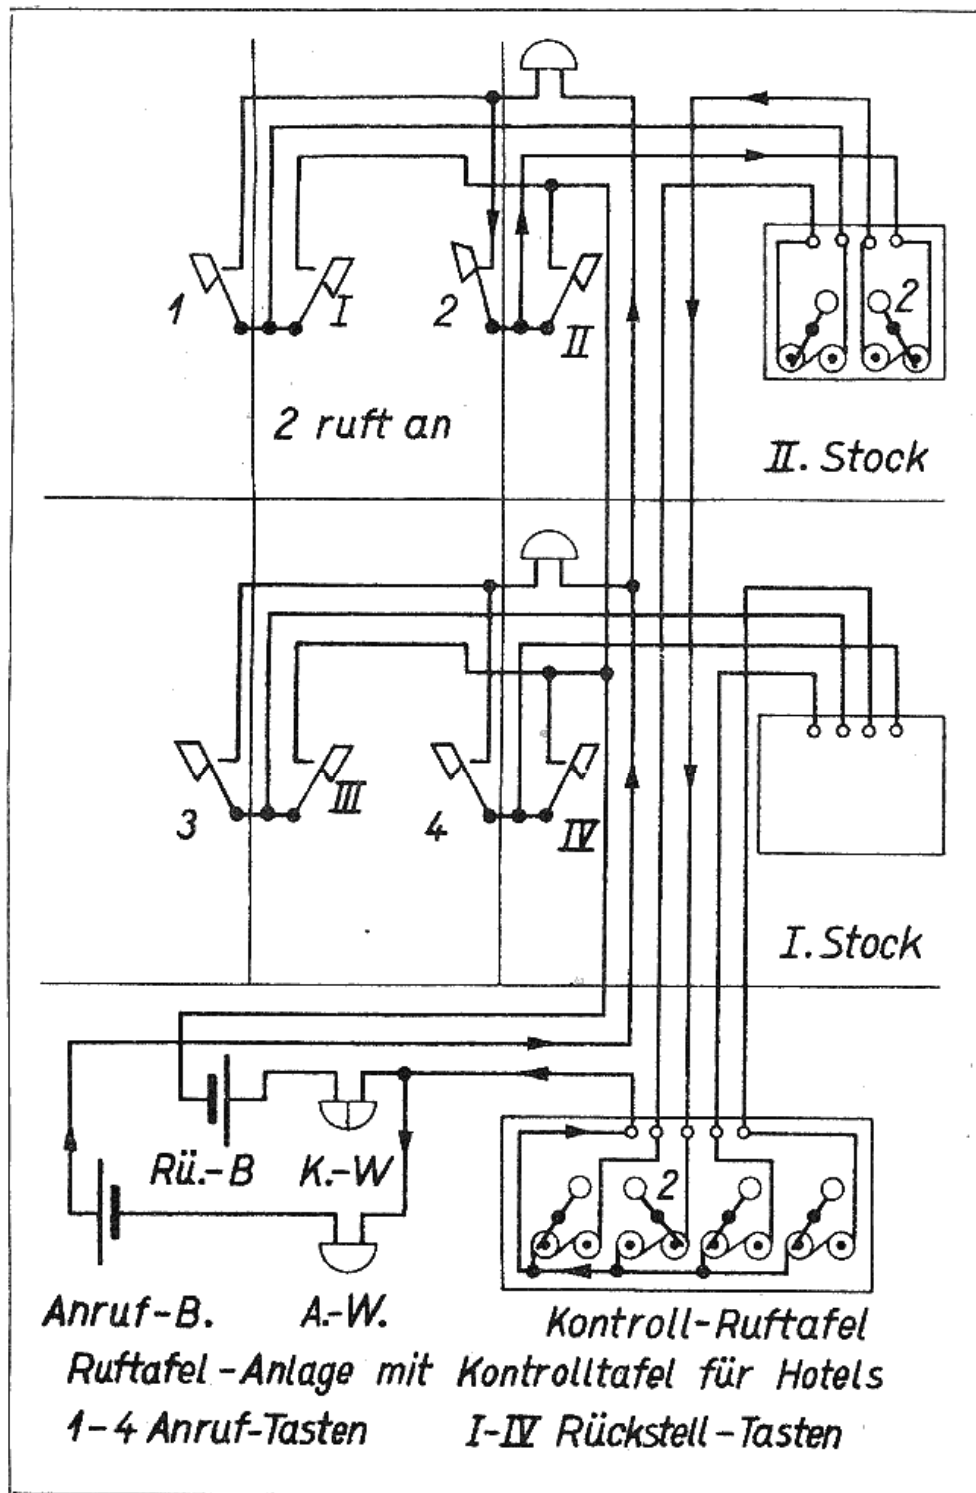 1
I
2
II
2
2 ruft an
II. Stock
3
III
4
IV
I. Stock
Rü.-B
K.-W
2
Anruf-B.
A.-W.
Kontroll-Ruftafel
Ruftafel-Anlage mit Kontrolltafel für Hotels
1-4 Anruf-Tasten
I-IV Rückstell-Tasten